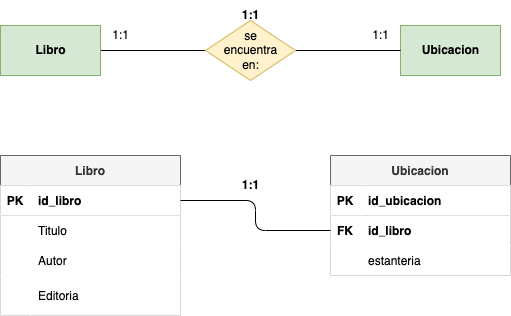 1:1
Libro
1:1
se
encuentra
en:
1:1
Ubicacion
Libro
PK id_libro
Titulo
Autor
Editoria
1:1
Ubicacion
PK id_ubicacion
FK id_libro
estanteria